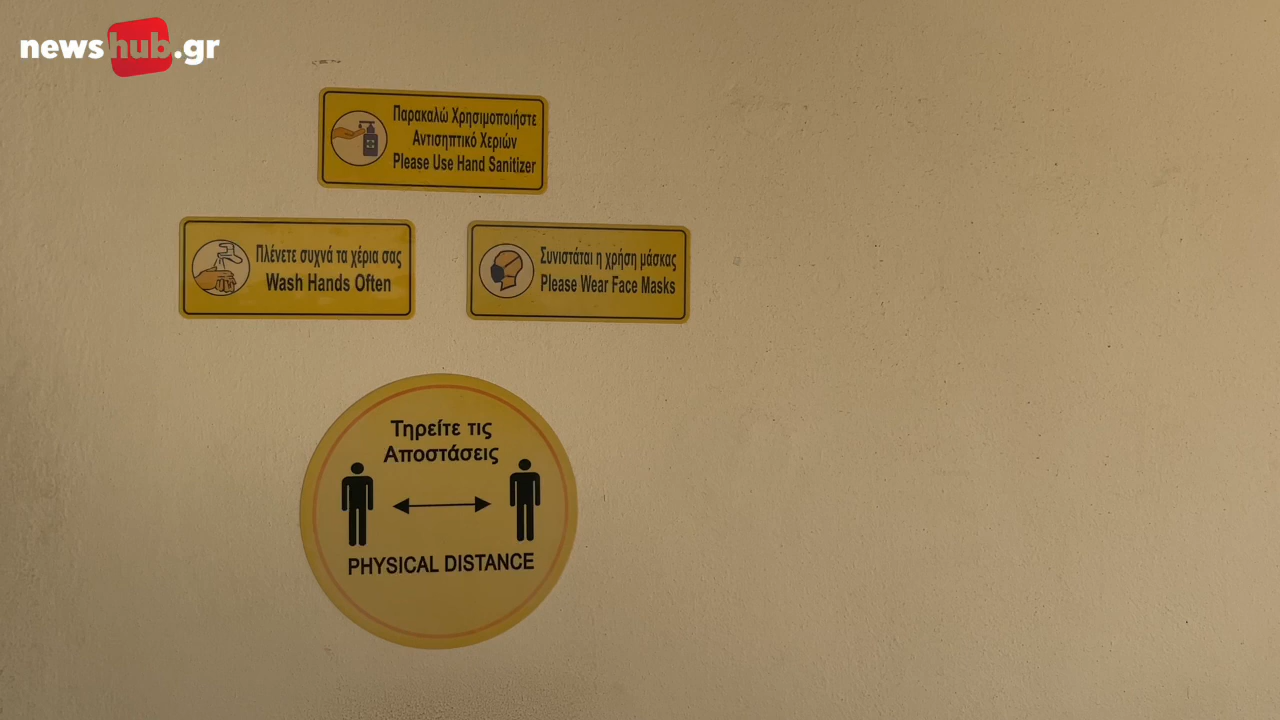 newshub.gr
Παρακαλώ Χρησιμοποιήστε
Αντισηπτικό Χεριών
Please Use Hand Sanitizer
Πλένετε συχνά τα χέρια σας
Wash Hands Often
Συνιστάται η χρήση μάσκας
Please Wear Face Masks
Τηρείτε τις
Αποστάσεις
PHYSICAL DISTANCE